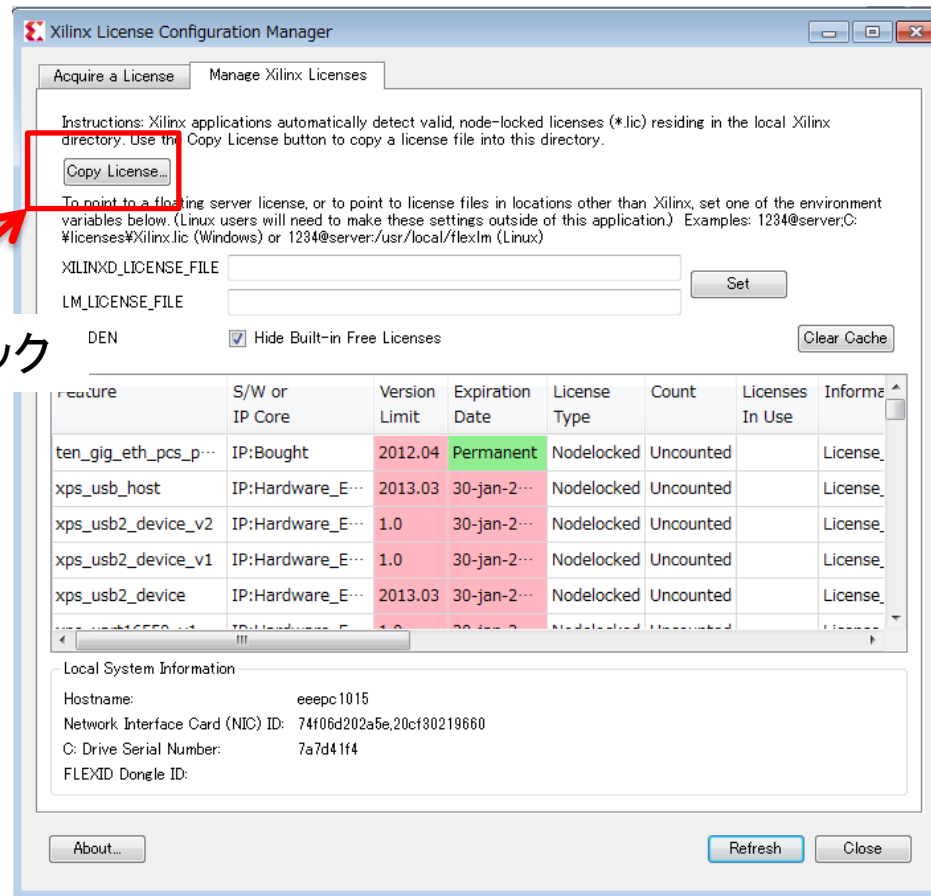 Xilinx License Configuration Manager
Acquire a License
Manage Xilinx Licenses
Instructions: Xilinx applications automatically detect valid, node-locked licenses (*.lic) residing in the local Xilinx
directory. Use the Copy License button to copy a license file into this directory.
Copy License...
To point to a floating server license, or to point to license files in locations other than Xilinx, set one of the environment
variables below. (Linux users will need to make these settings outside of this application.) Examples: 1234@server;C:
¥licenses¥Xilinx.lic (Windows) or 1234@server:/usr/local/flexlm (Linux)
XILINXD_LICENSE_FILE
Set
LM_LICENSE_FILE
ック
DEN
Hide Built-in Free Licenses
Clear Cache
Feature S/W or Version Expiration License Count Licenses Informa
IP Core Limit Date Type In Use
ten_gig_eth_pcs_p… IP:Bought 2012.04 Permanent Nodelocked Uncounted License_
xps_usb_host IP:Hardware_E… 2013.03 30-jan-2… Nodelocked Uncounted License_
xps_usb2_device_v2 IP:Hardware_E… 1.0 30-jan-2… Nodelocked Uncounted License_
xps_usb2_device_v1 IP:Hardware_E… 1.0 30-jan-2… Nodelocked Uncounted License_
xps_usb2_device IP:Hardware_E… 2013.03 30-jan-2… Nodelocked Uncounted License_
Local System Information
Hostname: eeepc1015
Network Interface Card (NIC) ID: 74f06d202a5e,20cf30219660
C: Drive Serial Number: 7a7d41f4
FLEXID Dongle ID:
About...
Refresh
Close